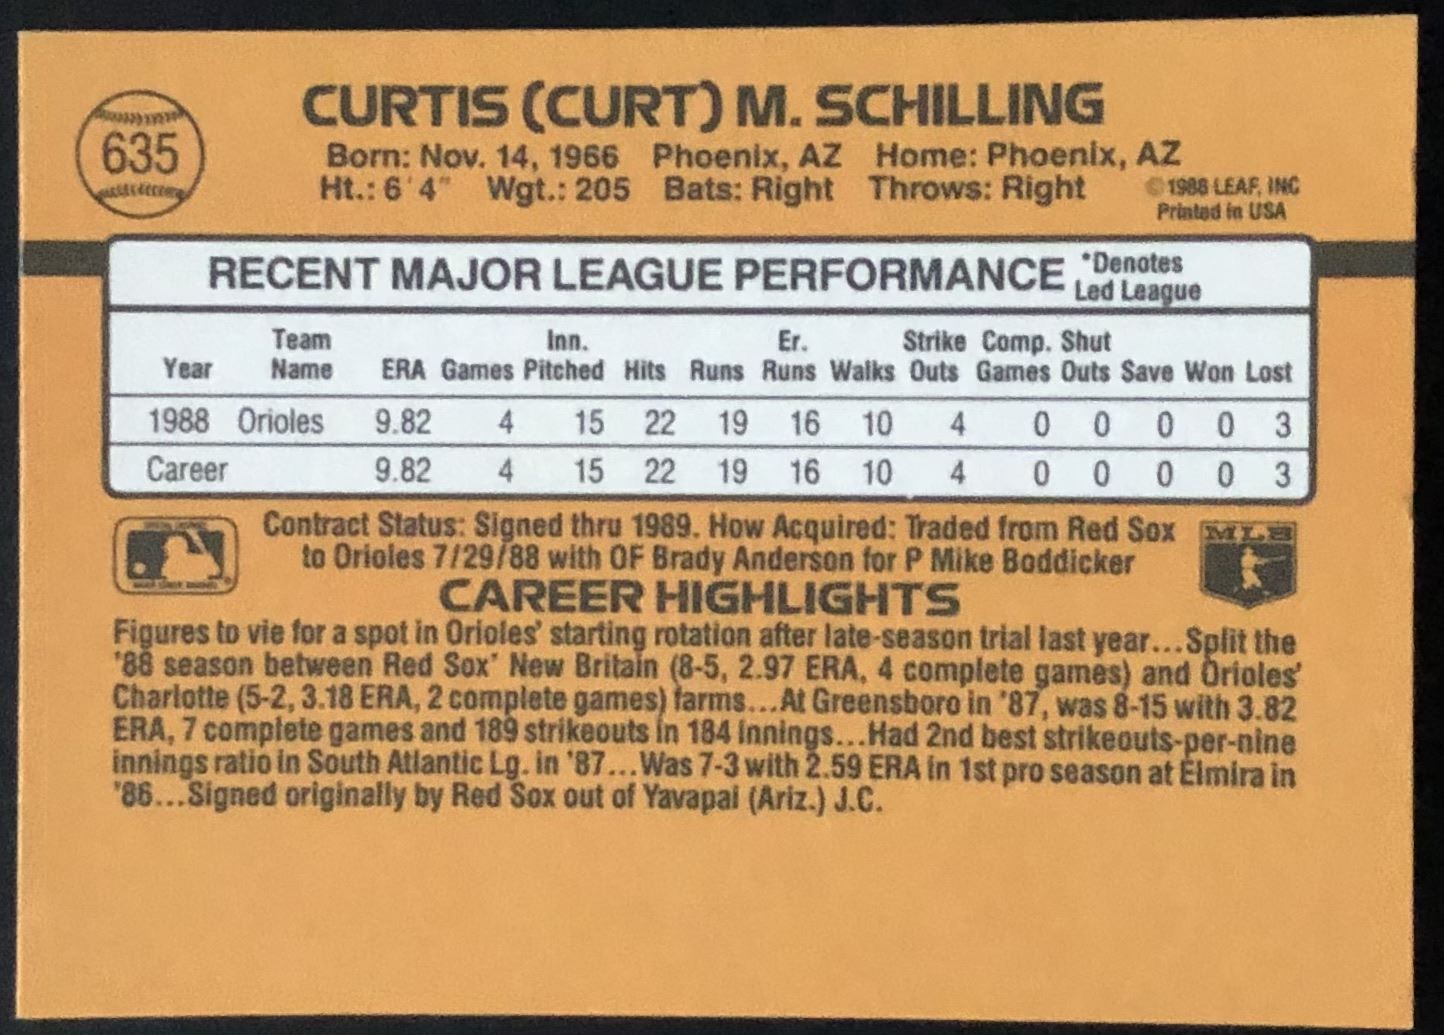 635
CURTIS (CURT) M. SCHILLING
Born: Nov. 14, 1966 Phoenix, AZ Home: Phoenix, AZ
Ht.: 6' 4" Wgt.: 205 Bats: Right Throws: Right
©1988 LEAF, INC
Printed in USA
RECENT MAJOR LEAGUE PERFORMANCE *Denotes
Led League
Team Inn. Er. Strike Comp. Shut
Year Name ERA Games Pitched Hits Runs Runs Walks Outs Games Outs Save Won Lost
1988 Orioles 9.82 4 15 22 19 16 10 4 0 0 0 0 3
Career 9.82 4 15 22 19 16 10 4 0 0 0 0 3
Contract Status: Signed thru 1989. How Acquired: Traded from Red Sox
to Orioles 7/29/88 with OF Brady Anderson for P Mike Boddicker
MLB
CAREER HIGHLIGHTS
Figures to vie for a spot in Orioles' starting rotation after late-season trial last year...Split the
'88 season between Red Sox' New Britain (8-5, 2.97 ERA, 4 complete games) and Orioles'
Charlotte (5-2, 3.18 ERA, 2 complete games) farms...At Greensboro in '87, was 8-15 with 3.82
ERA, 7 complete games and 189 strikeouts in 184 innings...Had 2nd best strikeouts-per-nine
innings ratio in South Atlantic Lg. in '87...Was 7-3 with 2.59 ERA in 1st pro season at Elmira in
'86...Signed originally by Red Sox out of Yavapai (Ariz.) J.C.